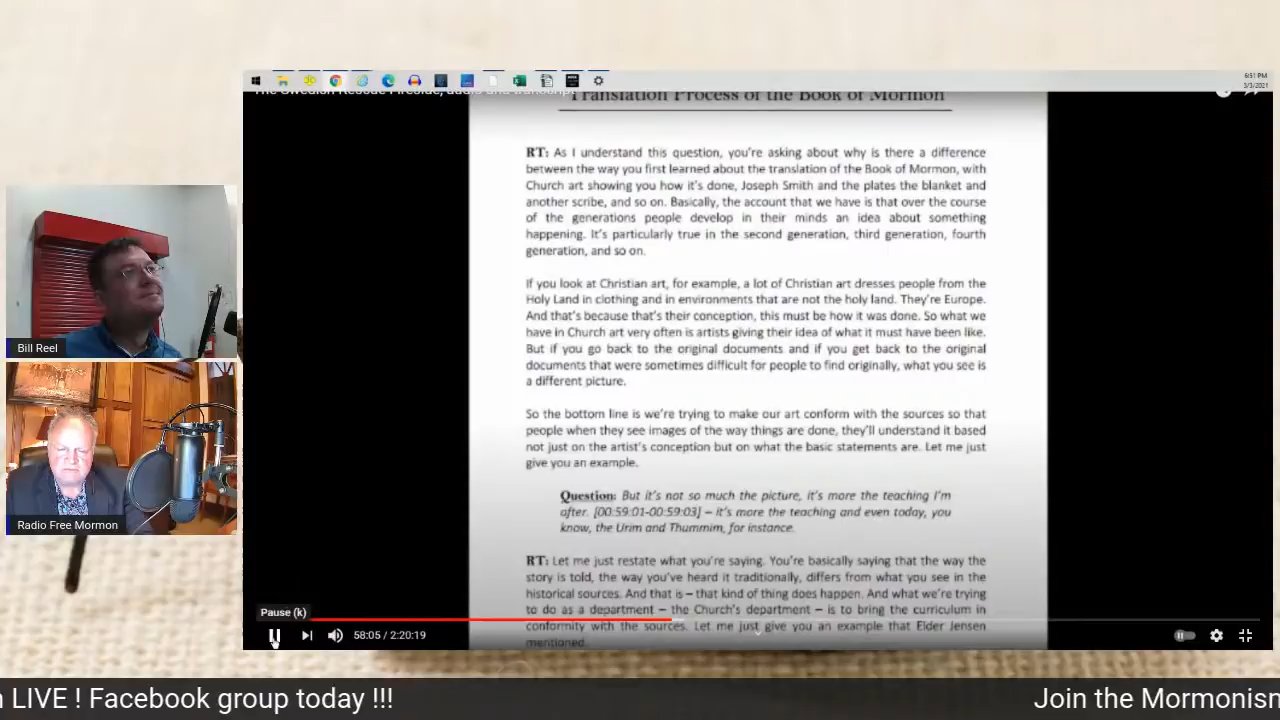 6:51 PM
3/3/2021
The Swedish Rescue Fireside, audio and transcript
Translation Process of the Book of Mormon
RT: As I understand this question, you're asking about why is there a difference
between the way you first learned about the translation of the Book of Mormon, with
Church art showing you how it's done, Joseph Smith and the plates the blanket and
another scribe, and so on. Basically, the account that we have is that over the course
of the generations people develop in their minds an idea about something
happening. It's particularly true in the second generation, third generation, fourth
generation, and so on.
If you look at Christian art, for example, a lot of Christian art dresses people from the
Holy Land in clothing and in environments that are not the holy land. They're Europe.
And that's because that's their conception, this must be how it was done. So what we
have in Church art very often is artists giving their idea of what it must have been like.
But if you go back to the original documents and if you get back to the original
documents that were sometimes difficult for people to find originally, what you see is
a different picture.
So the bottom line is we're trying to make our art conform with the sources so that
people when they see images of the way things are done, they'll understand it based
not just on the artist's conception but on what the basic statements are. Let me just
give you an example.
Question: But it's not so much the picture, it's more the teaching I'm
after. [00:59:01-00:59:03] – it's more the teaching and even today, you
know, the Urim and Thummim, for instance.
RT: Let me just restate what you're saying. You're basically saying that the way the
story is told, the way you've heard it traditionally, differs from what you see in the
historical sources. And that is – that kind of thing does happen. And what we're trying
to do as a department – the Church's department – is to bring the curriculum in
conformity with the sources. Let me just give you an example that Elder Jensen
mentioned.
Bill Reel
Radio Free Mormon
Pause (k)
58:05 / 2:20:19
n LIVE ! Facebook group today !!!
Join the Mormonism